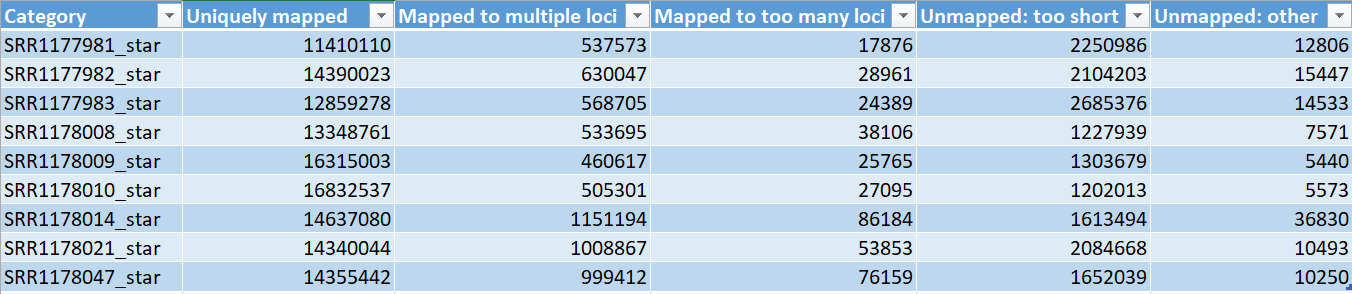 Category Uniquely mapped Mapped to multiple loci Mapped to too many loci Unmapped: too short Unmapped: other
SRR1177981_star 11410110 537573 17876 2250986 12806
SRR1177982_star 14390023 630047 28961 2104203 15447
SRR1177983_star 12859278 568705 24389 2685376 14533
SRR1178008_star 13348761 533695 38106 1227939 7571
SRR1178009_star 16315003 460617 25765 1303679 5440
SRR1178010_star 16832537 505301 27095 1202013 5573
SRR1178014_star 14637080 1151194 86184 1613494 36830
SRR1178021_star 14340044 1008867 53853 2084668 10493
SRR1178047_star 14355442 999412 76159 1652039 10250